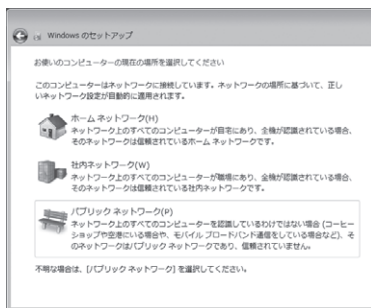 Windows のセットアップ
お使いのコンピューターの現在の場所を選択してください
このコンピューターはネットワークに接続しています。ネットワークの場所に基づいて、正し
いネットワーク設定が自動的に適用されます。
ホーム ネットワーク(H)
ネットワーク上のすべてのコンピューターが自宅にあり、全機が認識されている場合、
そのネットワークは信頼されているホーム ネットワークです。
社内ネットワーク(W)
ネットワーク上のすべてのコンピューターが職場にあり、全機が認識されている場合、
そのネットワークは信頼されている社内ネットワークです。
パブリック ネットワーク(P)
ネットワーク上のすべてのコンピューターを認識しているわけではない場合 (コーヒー
ショップや空港にいる場合や、モバイル ブロードバンド通信をしている場合など)、そ
のネットワークはパブリック ネットワークであり、信頼されていません。
不明な場合は、[パブリック ネットワーク] を選択してください。